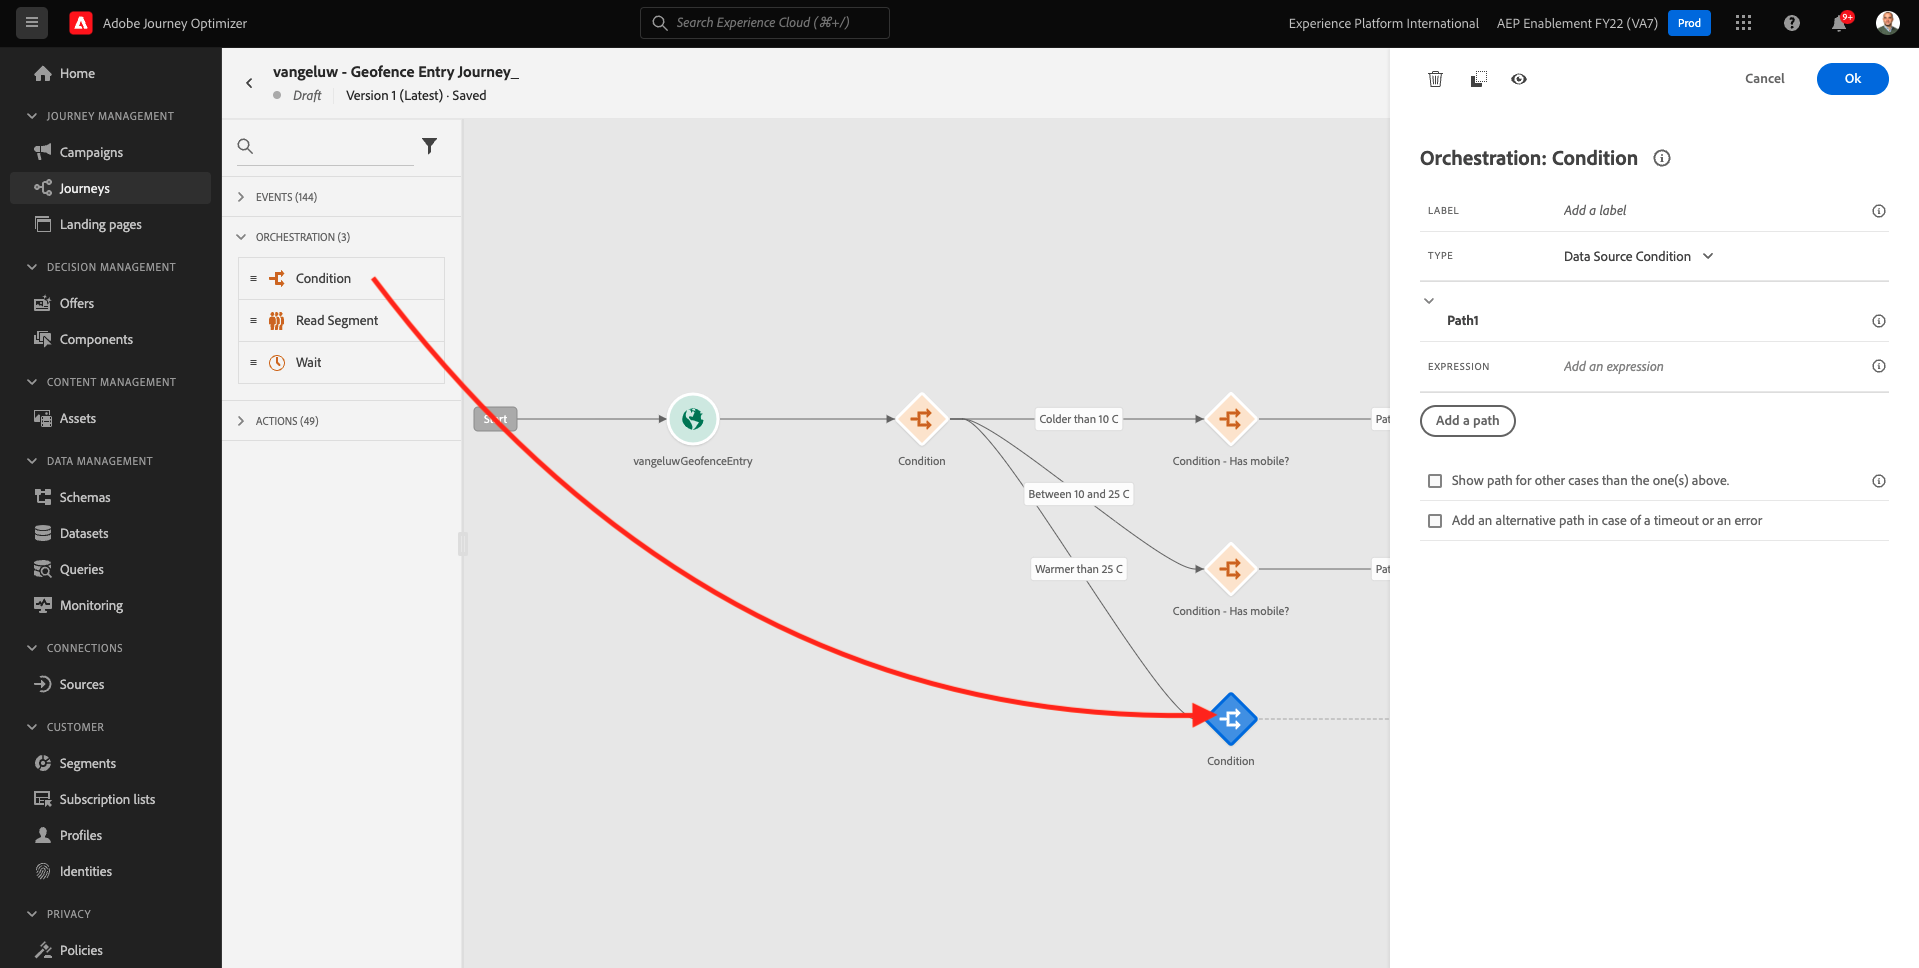 Adobe Journey Optimizer
Search Experience Cloud (⌘+/)
Experience Platform International
AEP Enablement FY22 (VA7)
Prod
9+
Home
JOURNEY MANAGEMENT
Campaigns
Journeys
Landing pages
DECISION MANAGEMENT
Offers
Components
CONTENT MANAGEMENT
Assets
DATA MANAGEMENT
Schemas
Datasets
Queries
Monitoring
CONNECTIONS
Sources
CUSTOMER
Segments
Subscription lists
Profiles
Identities
PRIVACY
Policies
vangeluw - Geofence Entry Journey_
Draft
Version 1 (Latest) · Saved
EVENTS (144)
ORCHESTRATION (3)
Condition
Read Segment
Wait
ACTIONS (49)
Start
vangeluwGeofenceEntry
Condition
Colder than 10 C
Condition - Has mobile?
Pat
Between 10 and 25 C
Warmer than 25 C
Condition - Has mobile?
Pat
Condition
Cancel
Ok
Orchestration: Condition
LABEL
Add a label
TYPE
Data Source Condition
Path1
EXPRESSION
Add an expression
Add a path
Show path for other cases than the one(s) above.
Add an alternative path in case of a timeout or an error